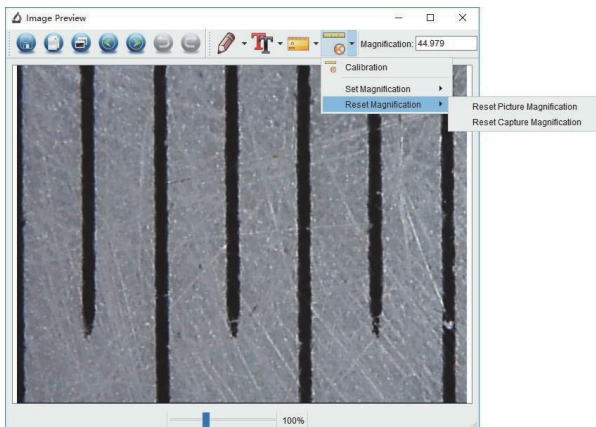 Image Preview
Magnification: 44.979
Calibration
Set Magnification
Reset Magnification
Reset Picture Magnification
Reset Capture Magnification
100%